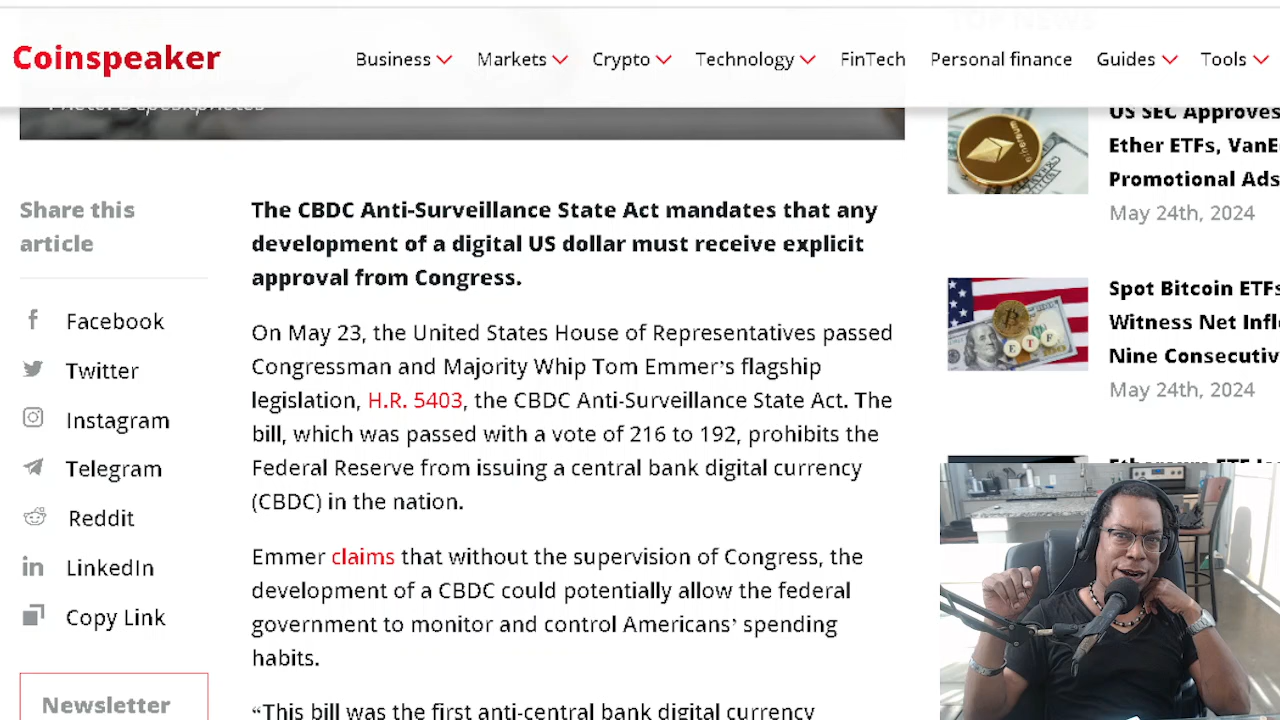 TOP NEWS
Coinspeaker
Business
Markets
Crypto
Technology
FinTech
Personal finance
Guides
Tools
Photo: Depositphotos
Share this
article
Facebook
Twitter
Instagram
Telegram
Reddit
LinkedIn
Copy Link
Newsletter
The CBDC Anti-Surveillance State Act mandates that any
development of a digital US dollar must receive explicit
approval from Congress.
On May 23, the United States House of Representatives passed
Congressman and Majority Whip Tom Emmer’s flagship
legislation, H.R. 5403, the CBDC Anti-Surveillance State Act. The
bill, which was passed with a vote of 216 to 192, prohibits the
Federal Reserve from issuing a central bank digital currency
(CBDC) in the nation.
Emmer claims that without the supervision of Congress, the
development of a CBDC could potentially allow the federal
government to monitor and control Americans’ spending
habits.
“This bill was the first anti-central bank digital currency
US SEC Approves
Ether ETFs, VanE
Promotional Ads
May 24th, 2024
ethereum
Spot Bitcoin ETFs
Witness Net Infl
Nine Consecutiv
May 24th, 2024
E T F